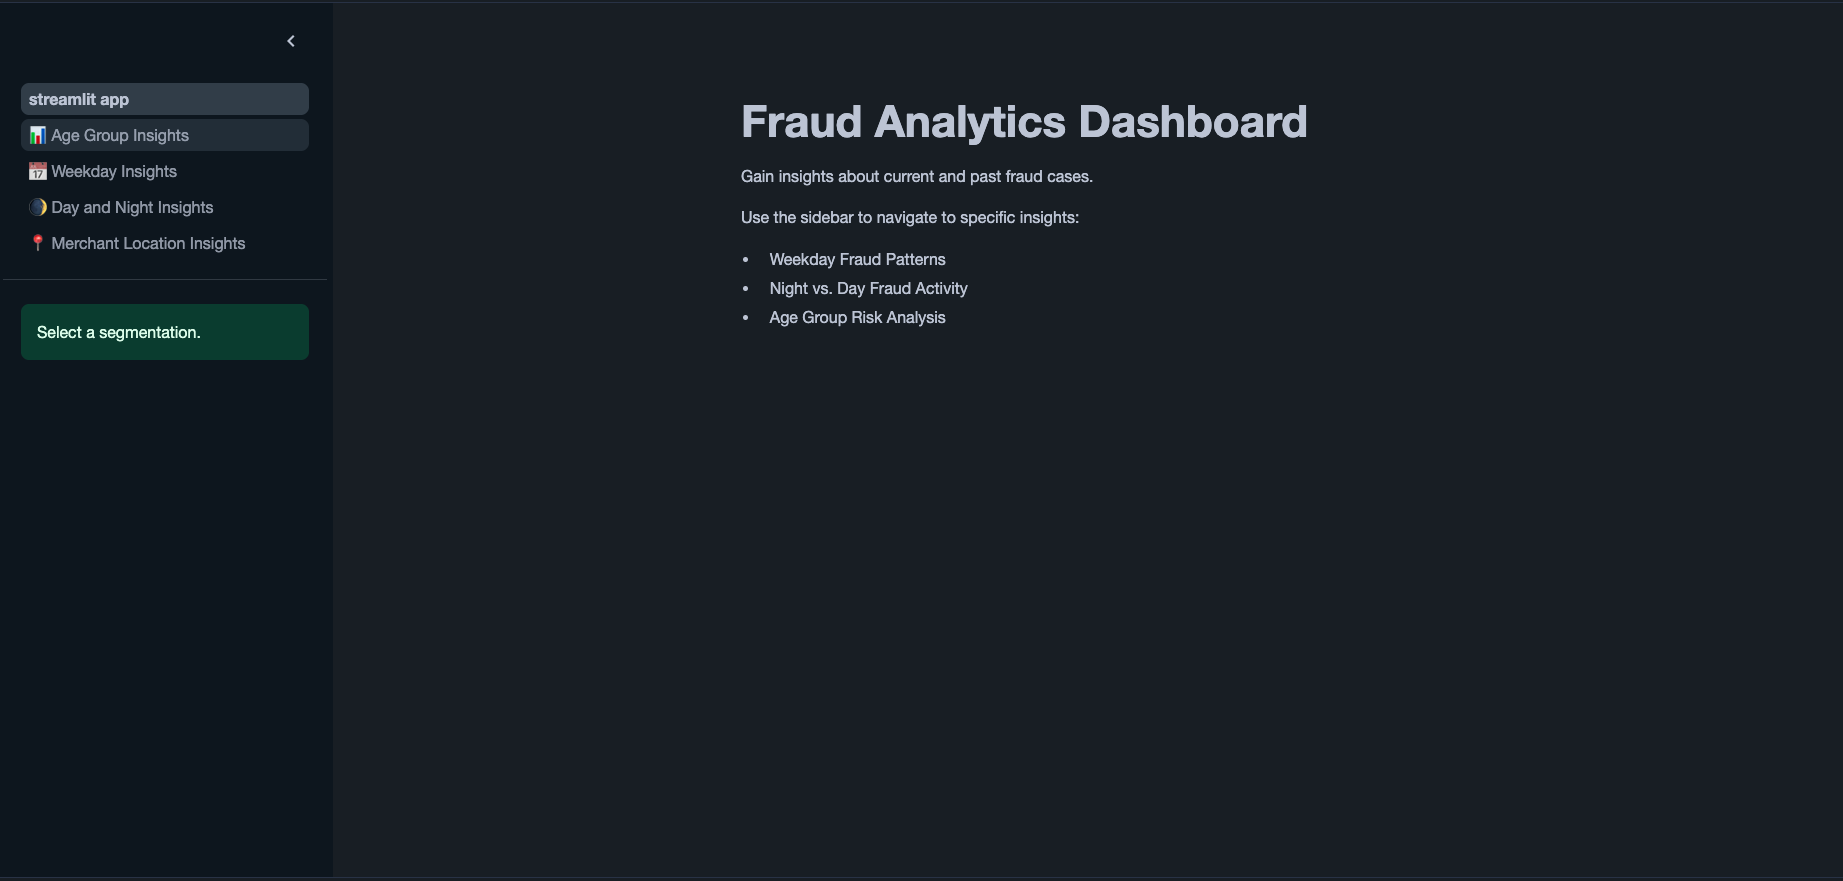 streamlit app
Age Group Insights
Weekday Insights
Day and Night Insights
Merchant Location Insights
Select a segmentation.
Fraud Analytics Dashboard
Gain insights about current and past fraud cases.
Use the sidebar to navigate to specific insights:
• Weekday Fraud Patterns
• Night vs. Day Fraud Activity
• Age Group Risk Analysis